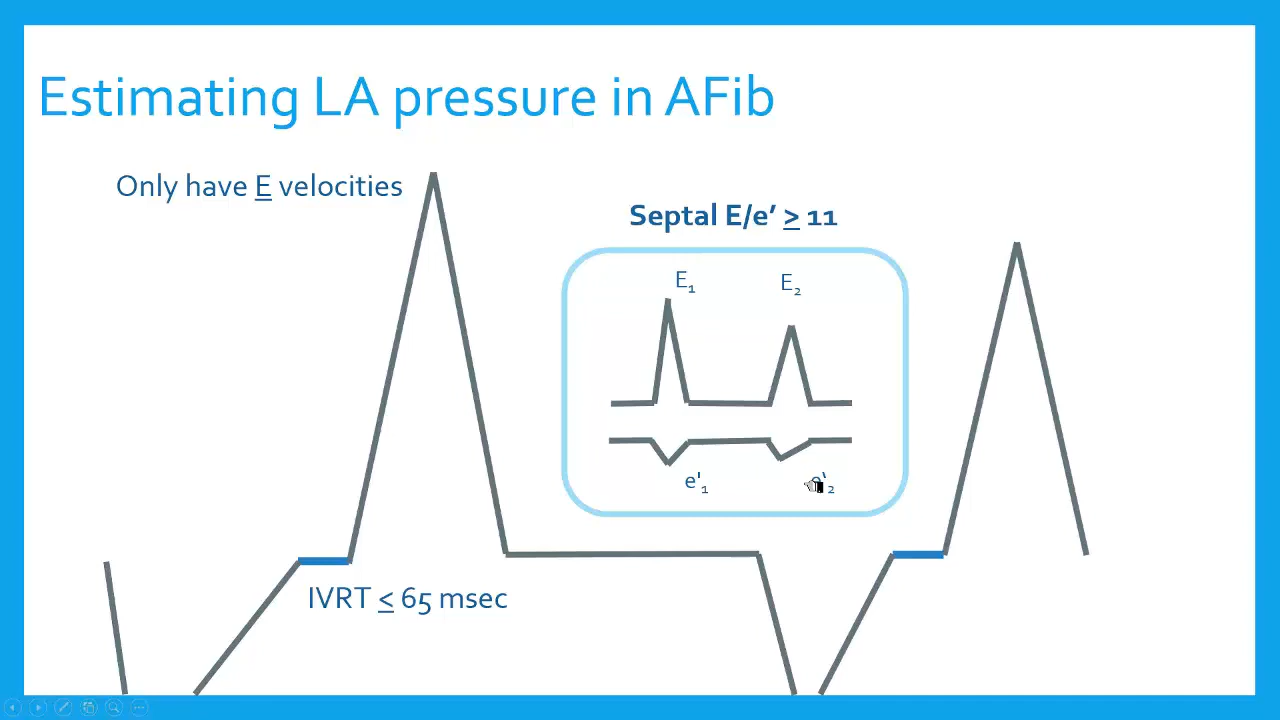 Estimating LA pressure in AFib
Only have E velocities
Septal E/e′ ≥ 11
E₁
E₂
e'₁
e'₂
IVRT ≤ 65 msec